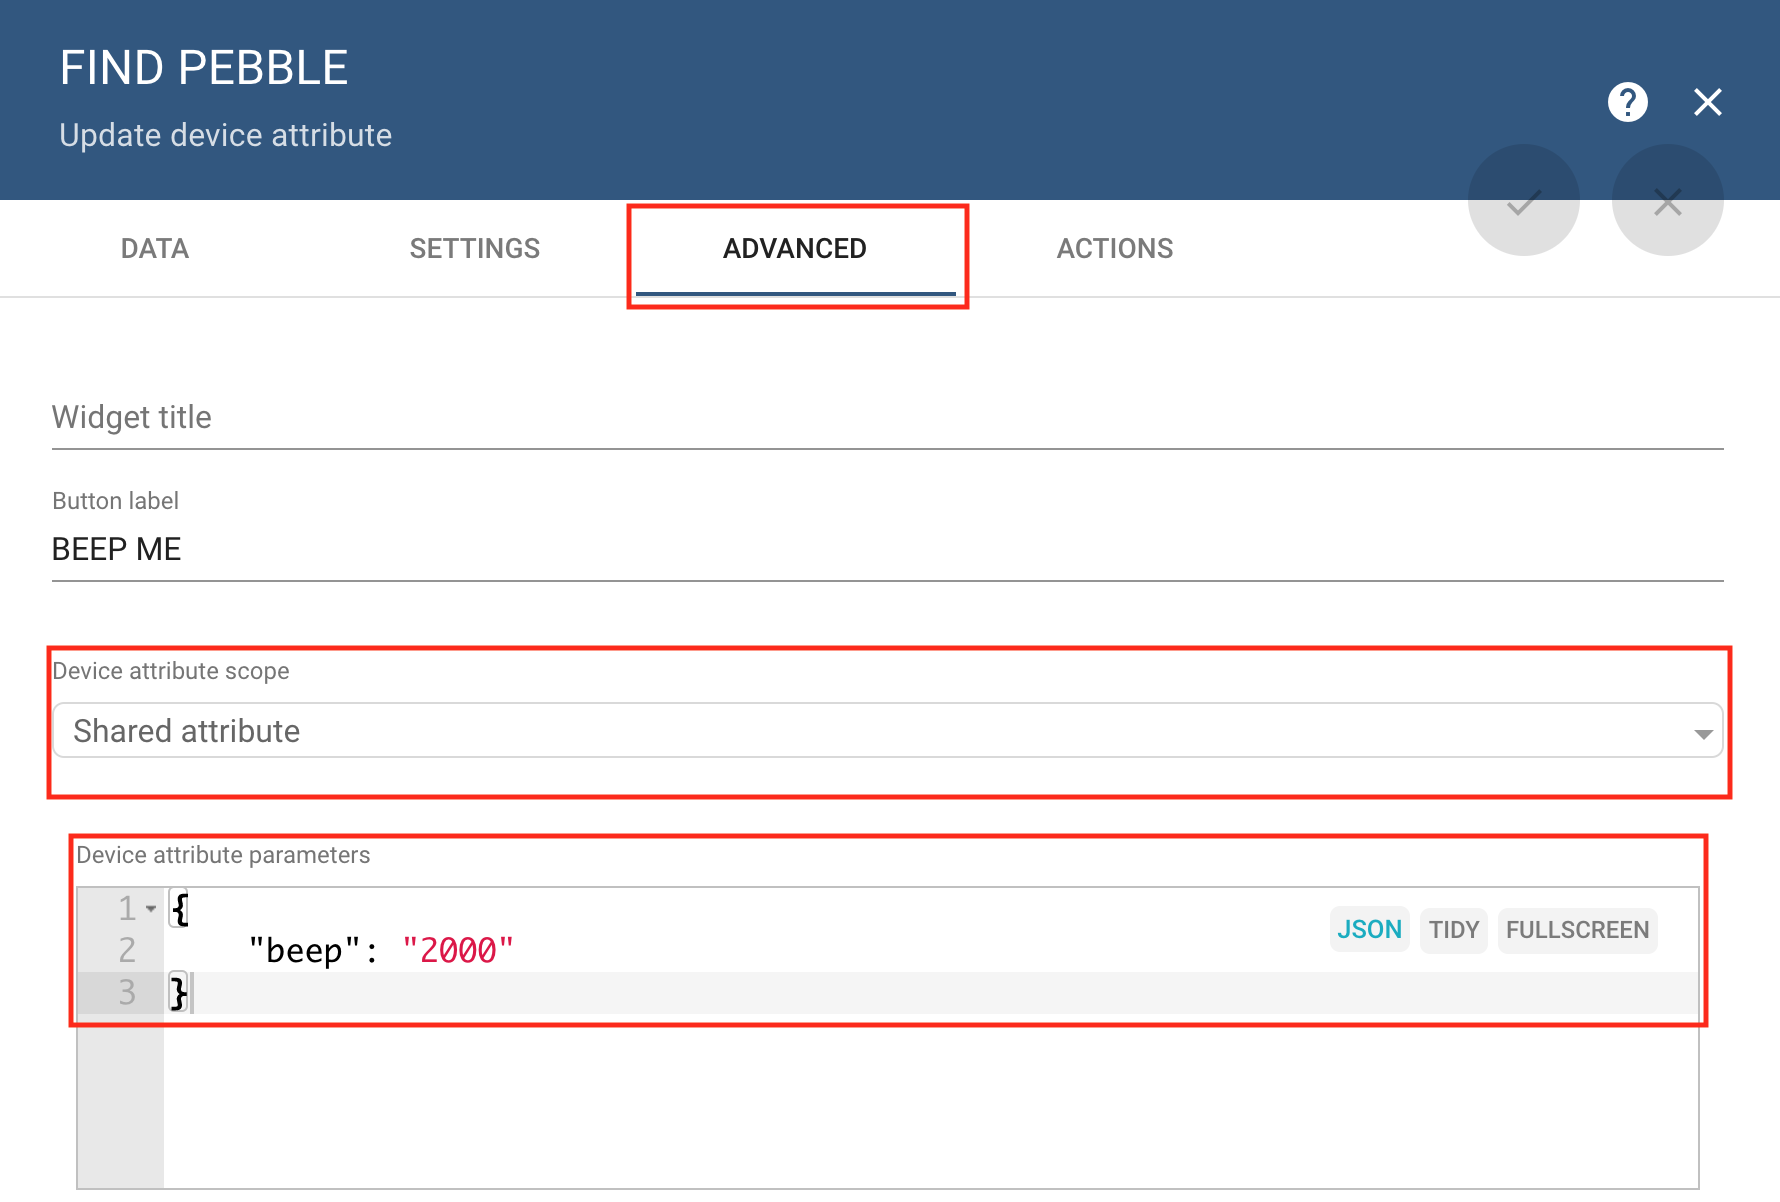 FIND PEBBLE
Update device attribute
?
DATA SETTINGS ADVANCED ACTIONS
Widget title
Button label
BEEP ME
Device attribute scope
Shared attribute
Device attribute parameters
1 {
JSON TIDY FULLSCREEN
2 "beep": "2000"
3 }